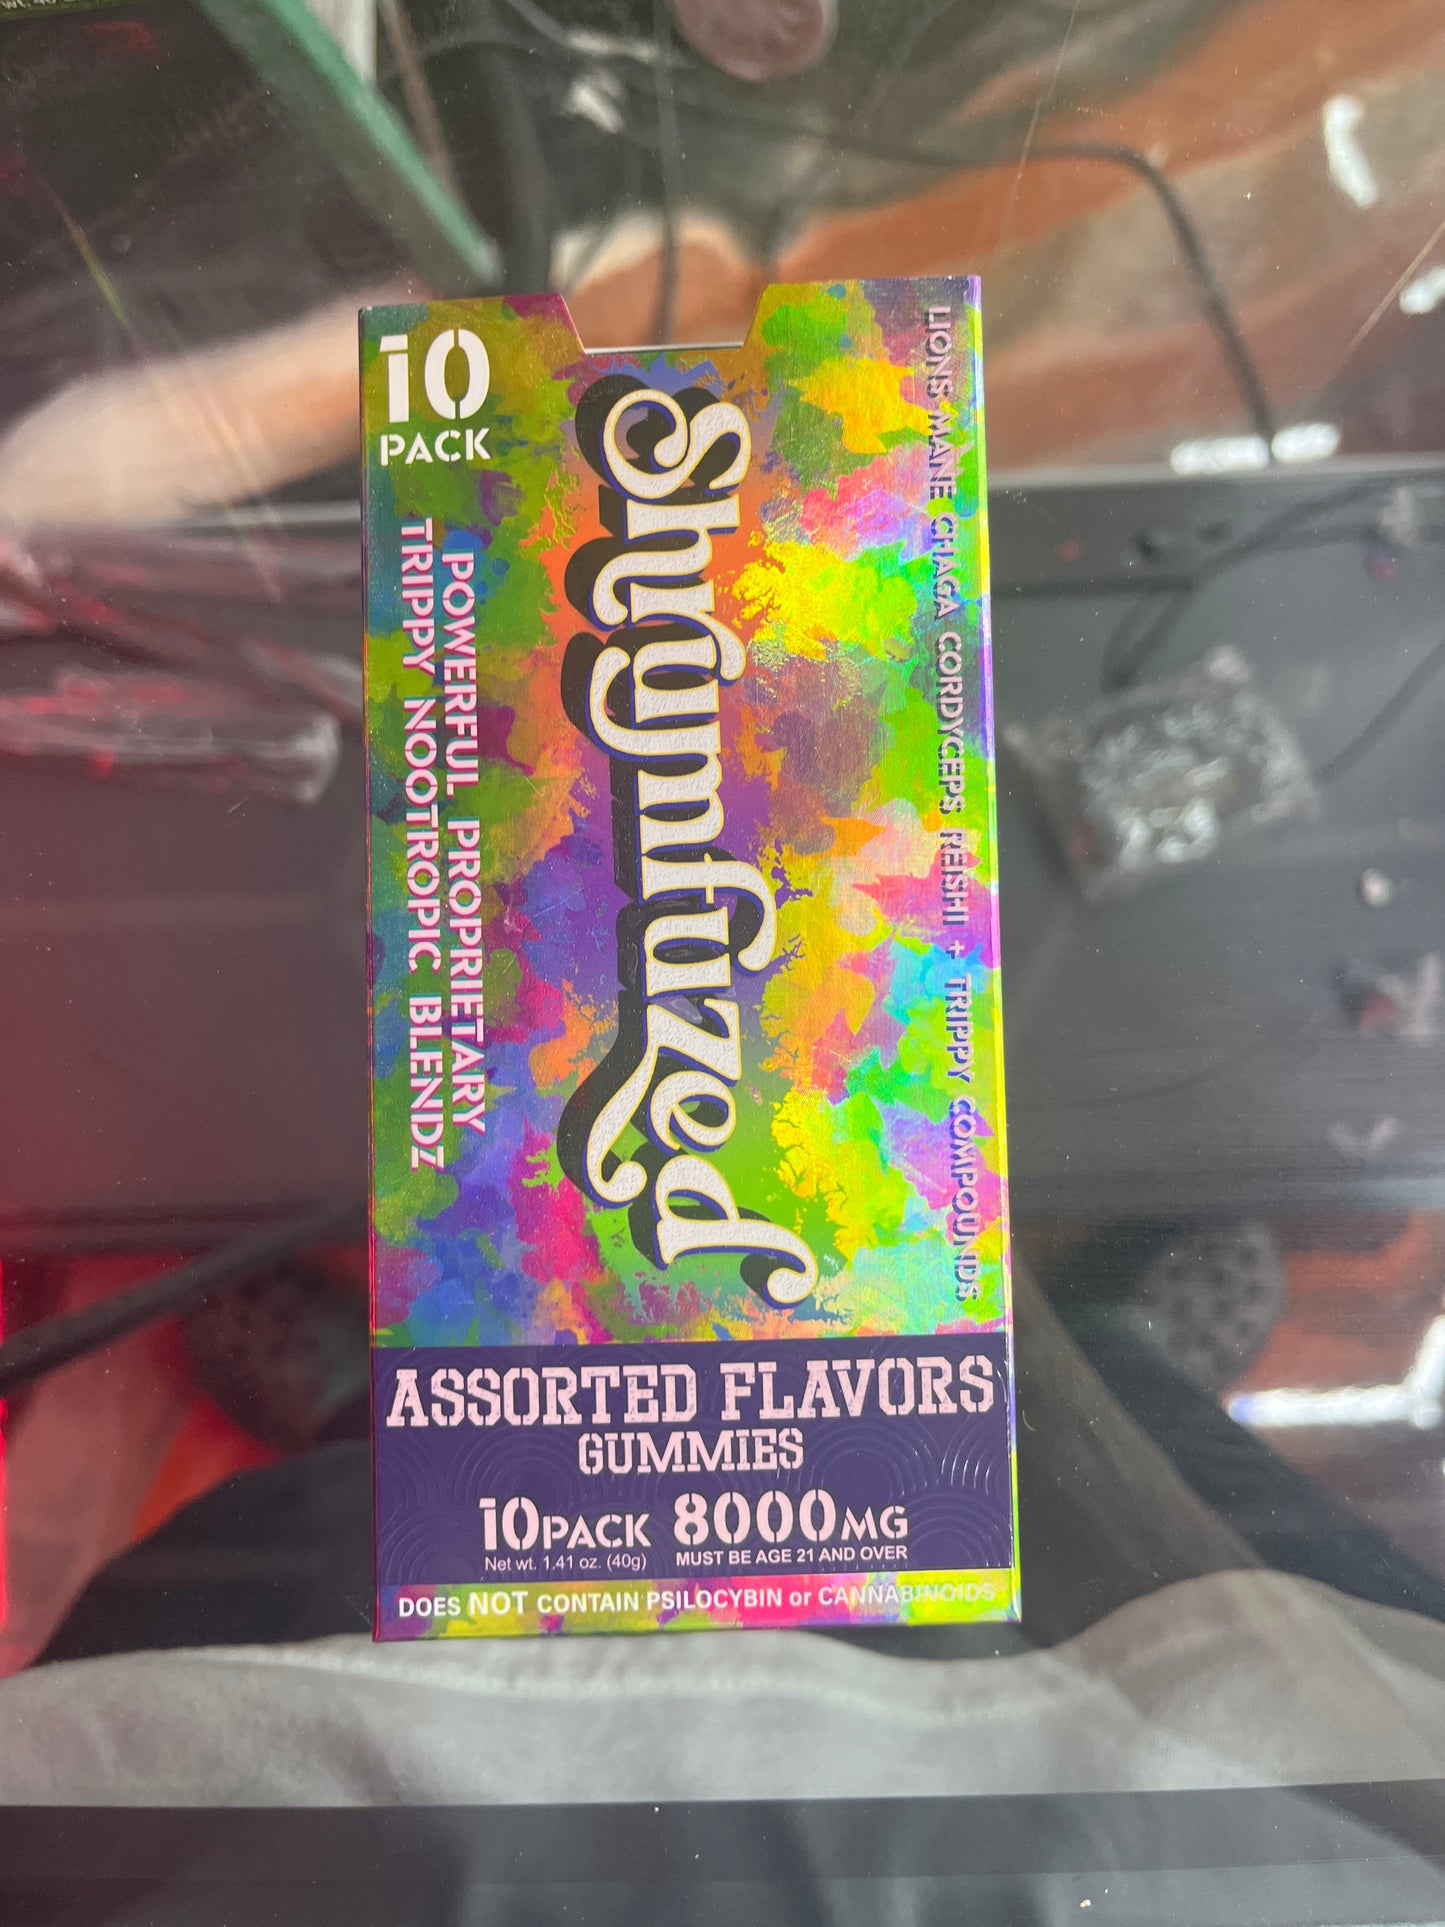 10
PACK
Shrumfuzed
POWERFUL PROPRIETARY
TRIPPY NOOTROPIC BLENDZ
LIONS MANE CHAGA CORDYCEPS REISHI + TRIPPY COMPOUNDS
ASSORTED FLAVORS
GUMMIES
10PACK 8000MG
Net wt. 1.41 oz. (40g) MUST BE AGE 21 AND OVER
DOES NOT CONTAIN PSILOCYBIN or CANNABINOIDS